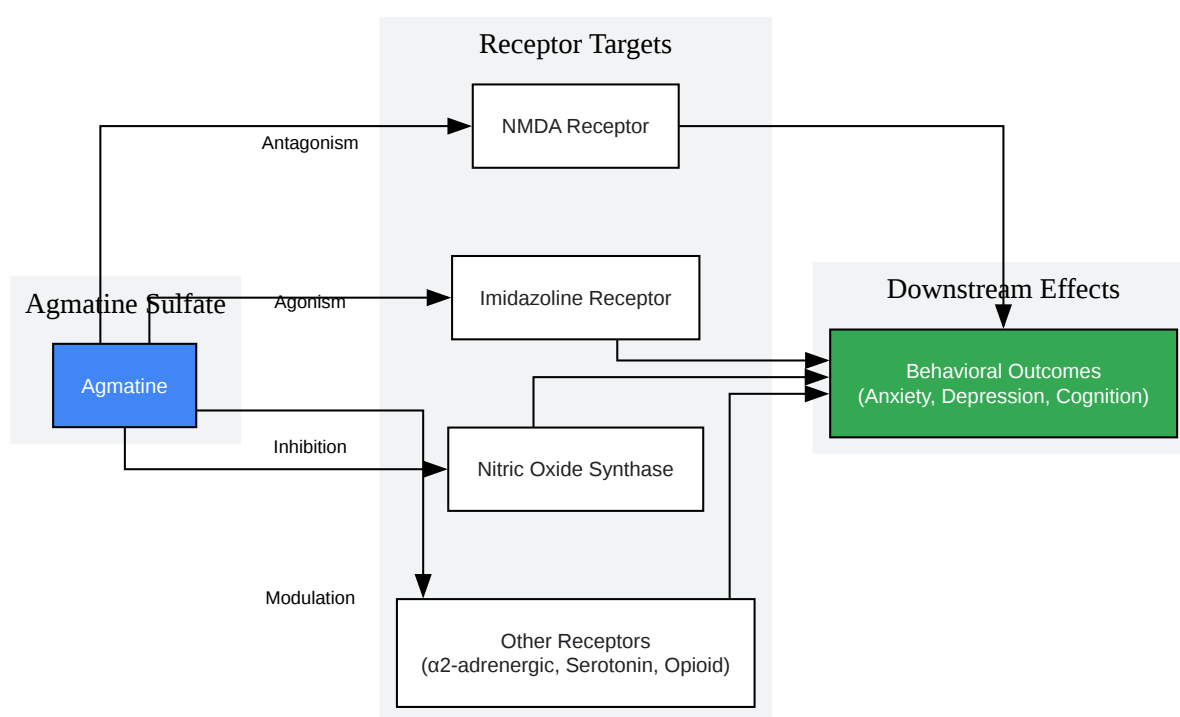 Receptor Targets
NMDA Receptor
Antagonism
Agmatine Sulfate
Agonism
Imidazoline Receptor
Downstream Effects
Agmatine
Behavioral Outcomes
(Anxiety, Depression, Cognition)
Inhibition
Nitric Oxide Synthase
Modulation
Other Receptors
(α2-adrenergic, Serotonin, Opioid)